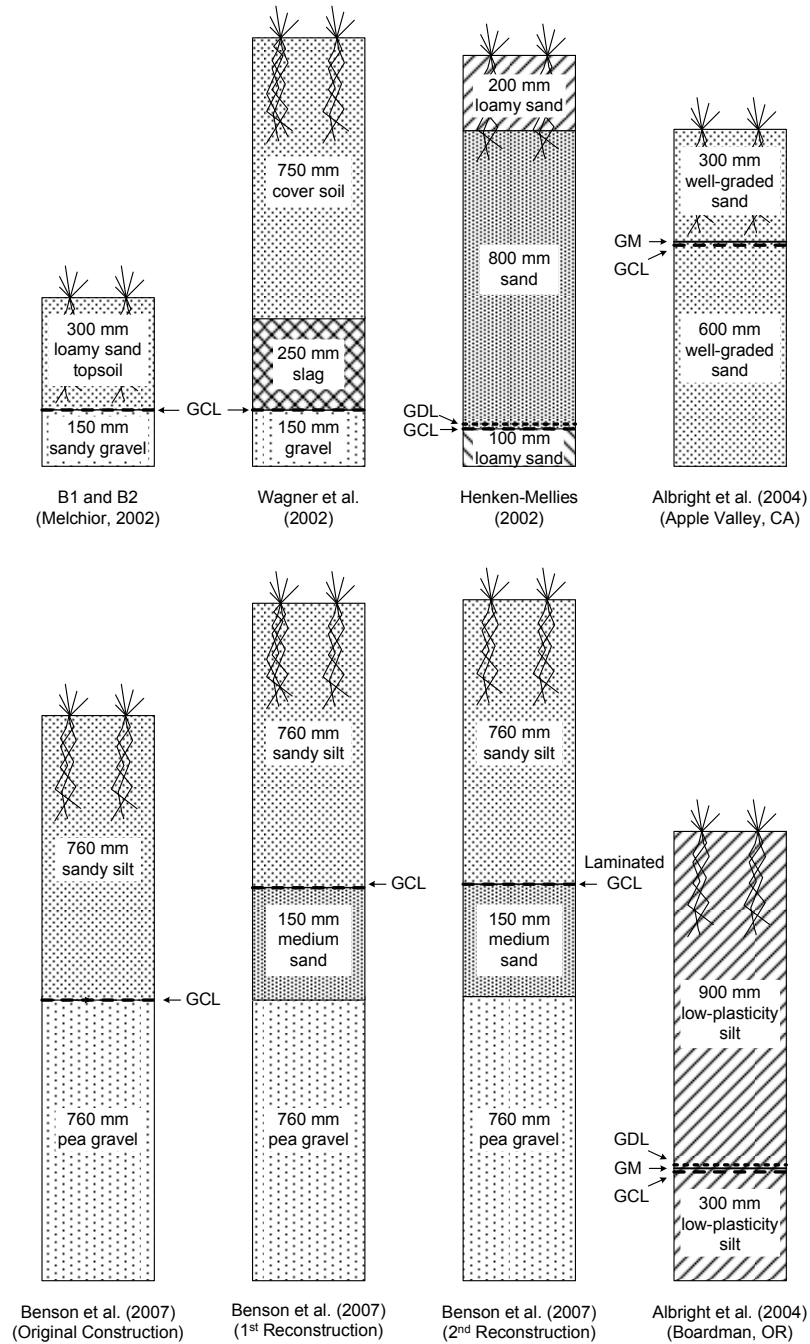 300 mm
loamy sand
topsoil
150 mm
sandy gravel
B1 and B2
(Melchior, 2002)
GCL
750 mm
cover soil
250 mm
slag
150 mm
gravel
Wagner et al.
(2002)
200 mm
loamy sand
800 mm
sand
GDL
GCL
100 mm
loamy sand
Henken-Mellies
(2002)
300 mm
well-graded
sand
GM
GCL
600 mm
well-graded
sand
Albright et al. (2004)
(Apple Valley, CA)
760 mm
sandy silt
GCL
760 mm
pea gravel
Benson et al. (2007)
(Original Construction)
760 mm
sandy silt
GCL
150 mm
medium
sand
760 mm
pea gravel
Benson et al. (2007)
(1st Reconstruction)
760 mm
sandy silt
Laminated
GCL
150 mm
medium
sand
760 mm
pea gravel
Benson et al. (2007)
(2nd Reconstruction)
900 mm
low-plasticity
silt
GDL
GM
GCL
300 mm
low-plasticity
silt
Albright et al. (2004)
(Boardman, OR)